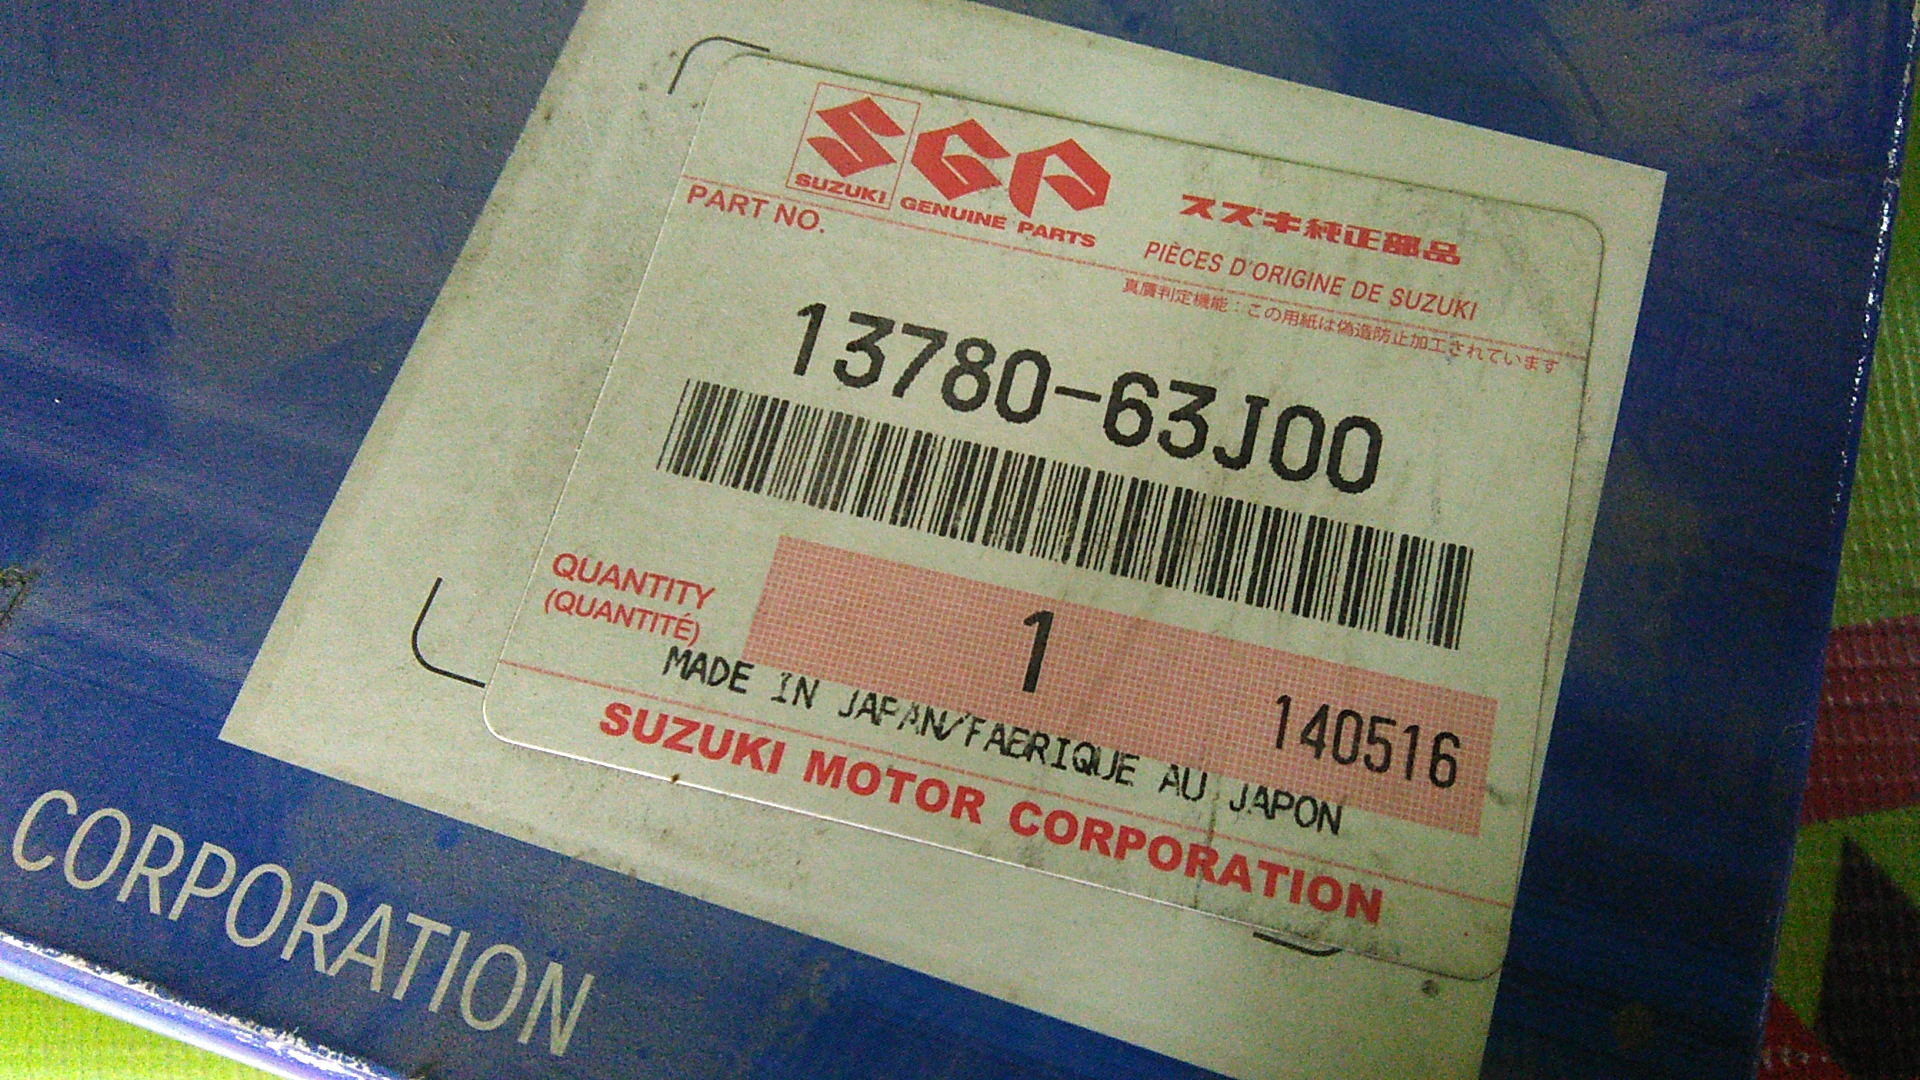 SGP
SUZUKI GENUINE PARTS
スズキ純正部品
PIÈCES D'ORIGINE DE SUZUKI
PART NO.
真贋判定機能：この用紙は偽造防止加工されています
13780-63J00
QUANTITY
(QUANTITÉ)
1
140516
MADE IN JAPAN/FABRIQUE AU JAPON
SUZUKI MOTOR CORPORATION
CORPORATION